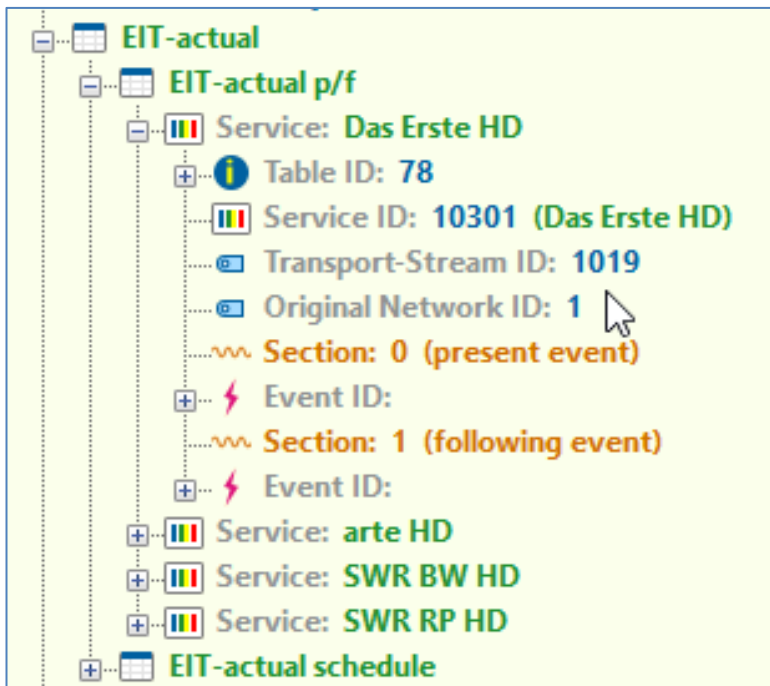 EIT-actual
EIT-actual p/f
Service: Das Erste HD
Table ID: 78
Service ID: 10301 (Das Erste HD)
Transport-Stream ID: 1019
Original Network ID: 1
Section: 0 (present event)
Event ID:
Section: 1 (following event)
Event ID:
Service: arte HD
Service: SWR BW HD
Service: SWR RP HD
EIT-actual schedule